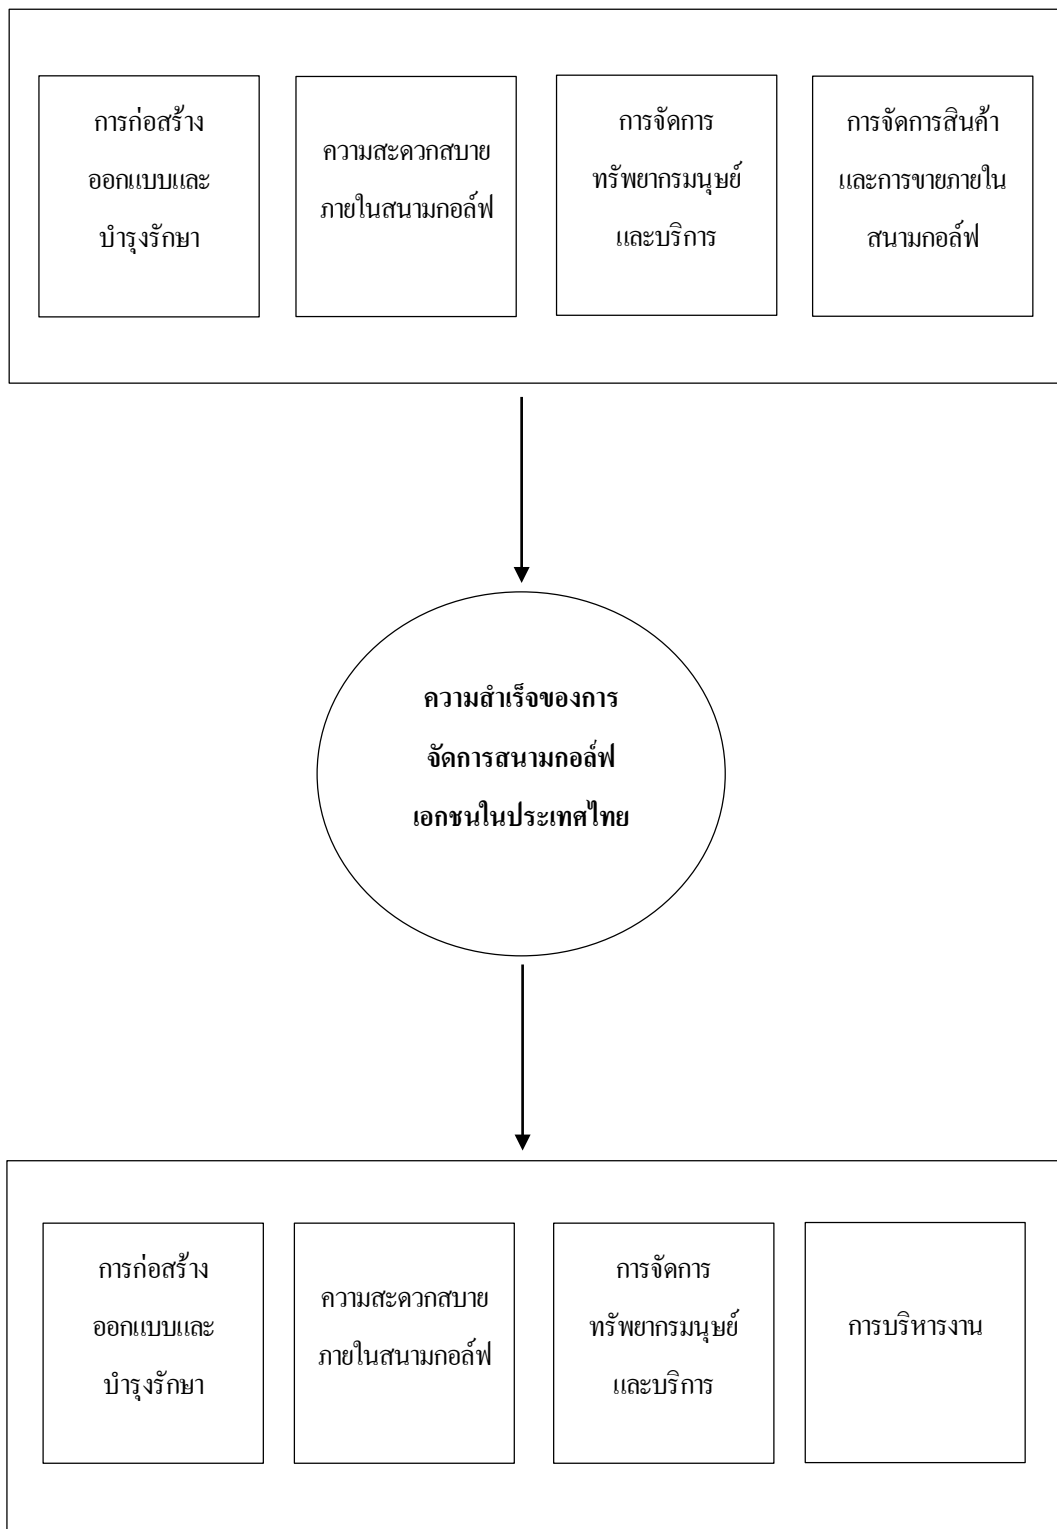 การก่อสร้าง
ออกแบบและ
บำรุงรักษา
ความสะดวกสบาย
ภายในสนามกอล์ฟ
การจัดการ
ทรัพยากรมนุษย์
และบริการ
การจัดการสินค้า
และการขายภายใน
สนามกอล์ฟ
ความสำเร็จของการ
จัดการสนามกอล์ฟ
เอกชนในประเทศไทย
การก่อสร้าง
ออกแบบและ
บำรุงรักษา
ความสะดวกสบาย
ภายในสนามกอล์ฟ
การจัดการ
ทรัพยากรมนุษย์
และบริการ
การบริหารงาน